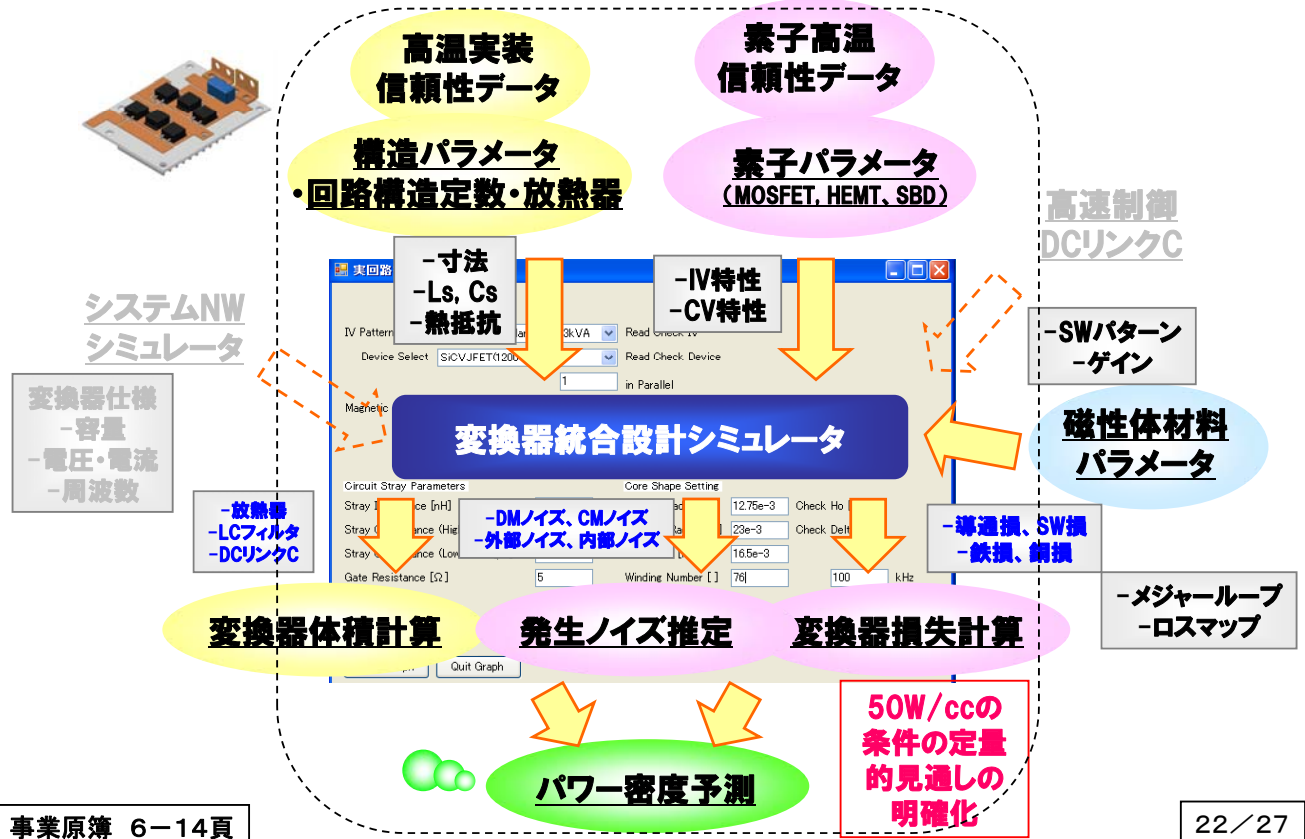 高温実装
信頼性データ
素子高温
信頼性データ
構造パラメータ
・回路構造定数・放熱器
素子パラメータ
(MOSFET, HEMT、SBD)
高速制御
DCリンクC
-寸法
-Ls, Cs
-熱抵抗
-IV特性
-CV特性
実回路
システムNW
シミュレータ
IV Pattern
3kVA
Read Check IV
-SWパターン
-ゲイン
Device Select
SiCVJFET(1200
Read Check Device
1
in Parallel
変換器仕様
-容量
-電圧・電流
-周波数
Magnetic
変換器統合設計シミュレータ
磁性体材料
パラメータ
Circuit Stray Parameters
Core Shape Setting
-放熱器
-LCフィルタ
-DCリンクC
-DMノイズ、CMノイズ
-外部ノイズ、内部ノイズ
-導通損、SW損
-鉄損、銅損
12.75e-3
Check Ho
23e-3
Check Delt
16.5e-3
Gate Resistance [Ω]
5
Winding Number [ ]
76
100
kHz
-メジャーループ
-ロスマップ
変換器体積計算
発生ノイズ推定
変換器損失計算
Quit Graph
50W/ccの
条件の定量
的見通しの
明確化
パワー密度予測
事業原簿 6-14頁
22/27